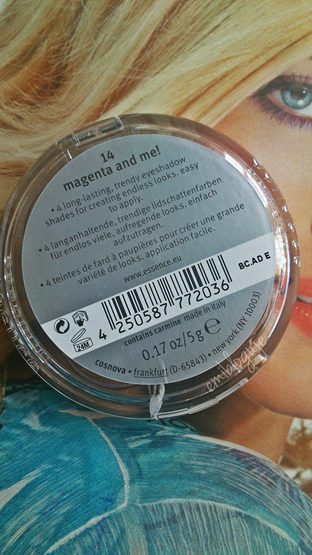 14
magenta and me!
• 4 long-lasting, trendy eyeshadow
shades for creating endless looks. easy
to apply.
• 4 langanhaltende, trendige lidschattenfarben
für endlos viele, aufregende looks. einfach
aufzutragen.
• 4 teintes de fard à paupières pour créer une grande
variété de looks. application facile.
www.essence.eu
BC.AD E
24M
4 250587 772036
contains carmine made in italy
0.17 oz/5g e
cosnova • frankfurt (D-65843) • new york (NY 10003)